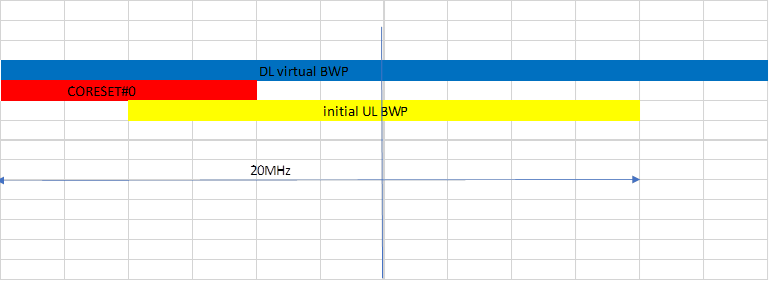 DL virtual BWP
CORESET#0
initial UL BWP
20MHz